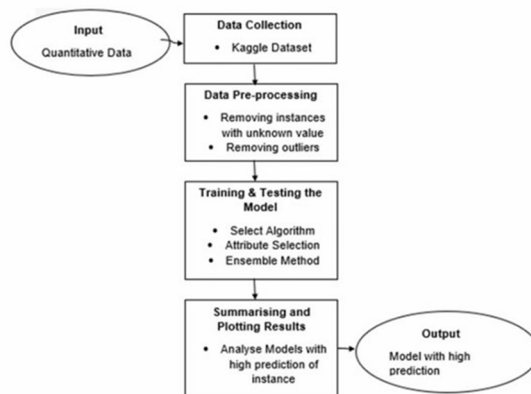 Input
Quantitative Data
Data Collection
• Kaggle Dataset
Data Pre-processing
• Removing instances
with unknown value
• Removing outliers
Training & Testing the
Model
• Select Algorithm
• Attribute Selection
• Ensemble Method
Summarising and
Plotting Results
• Analyse Models with
high prediction of
instance
Output
Model with high
prediction